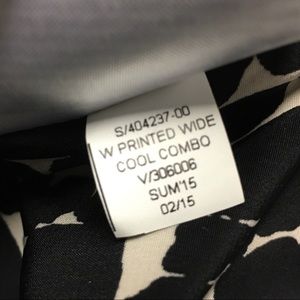 S/404237-00
W PRINTED WIDE
COOL COMBO
V/306006
SUM'15
02/15